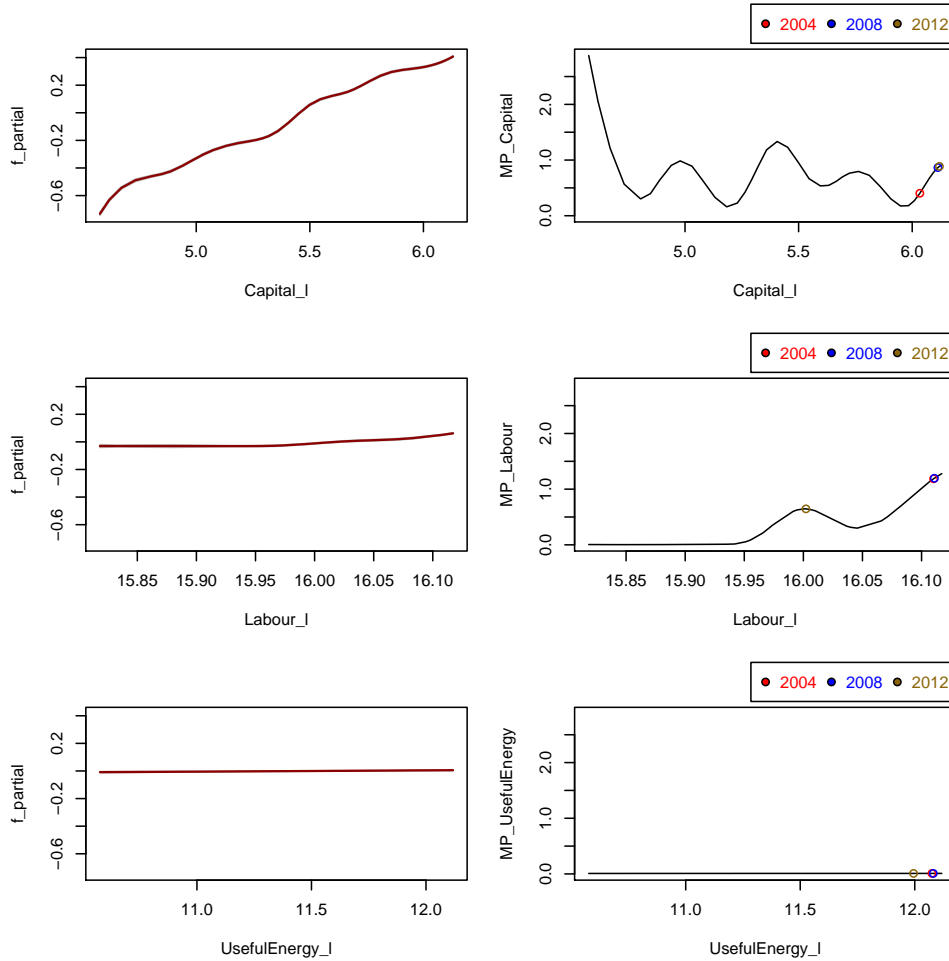 2004 2008 2012
f_partial
0.2
−0.2
−0.6
5.0 5.5 6.0
Capital_l
MP_Capital
2.0
1.0
0.0
5.0 5.5 6.0
Capital_l
2004 2008 2012
f_partial
0.2
−0.2
−0.6
15.85 15.90 15.95 16.00 16.05 16.10
Labour_l
MP_Labour
2.0
1.0
0.0
15.85 15.90 15.95 16.00 16.05 16.10
Labour_l
2004 2008 2012
f_partial
0.2
−0.2
−0.6
11.0 11.5 12.0
UsefulEnergy_l
MP_UsefulEnergy
2.0
1.0
0.0
11.0 11.5 12.0
UsefulEnergy_l